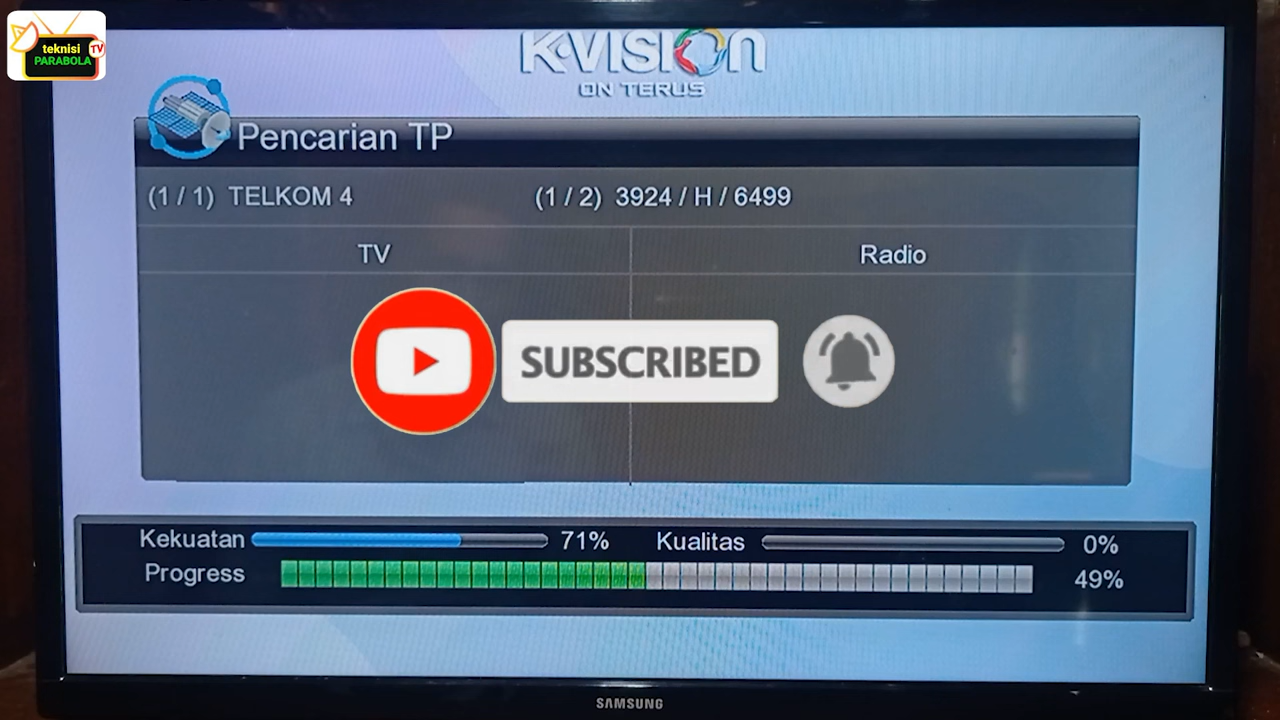 teknisi
TV
PARABOLA
K-VISION
ON TERUS
Pencarian TP
(1 / 1) TELKOM 4
(1 / 2) 3924 / H / 6499
TV
Radio
SUBSCRIBED
Kekuatan
71%
Kualitas
0%
Progress
49%
SAMSUNG